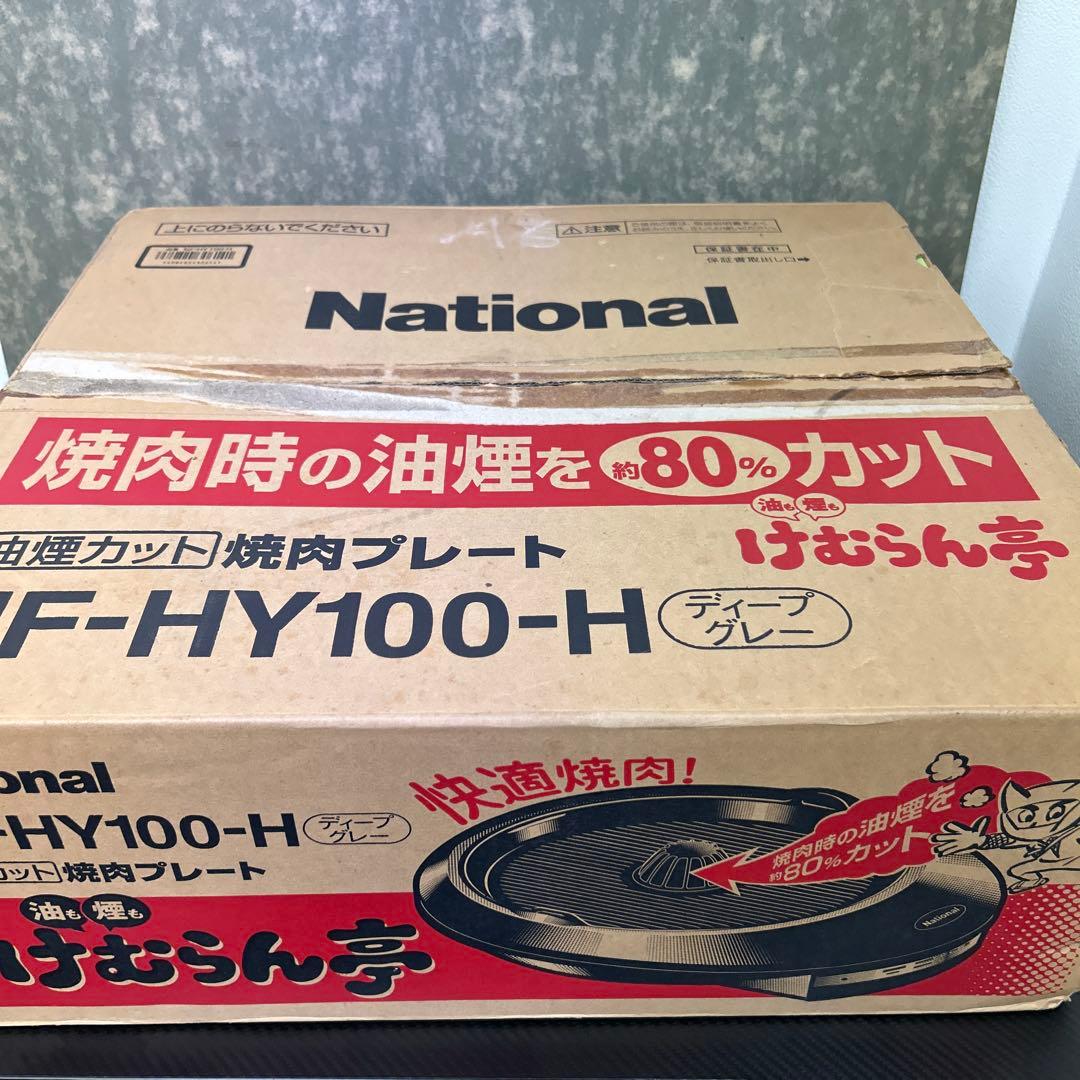 上にのらないでください
⚠注意
保証書在中
保証書取出し口➡
National
焼肉時の油煙を約80%カット
油も煙も
けむらん亭
油煙カット 焼肉プレート
F-HY100-H ディープグレー
onal
-HY100-H ディープグレー
カット 焼肉プレート
油も煙も
けむらん亭
快適焼肉!
焼肉時の油煙を
約80%カット
National